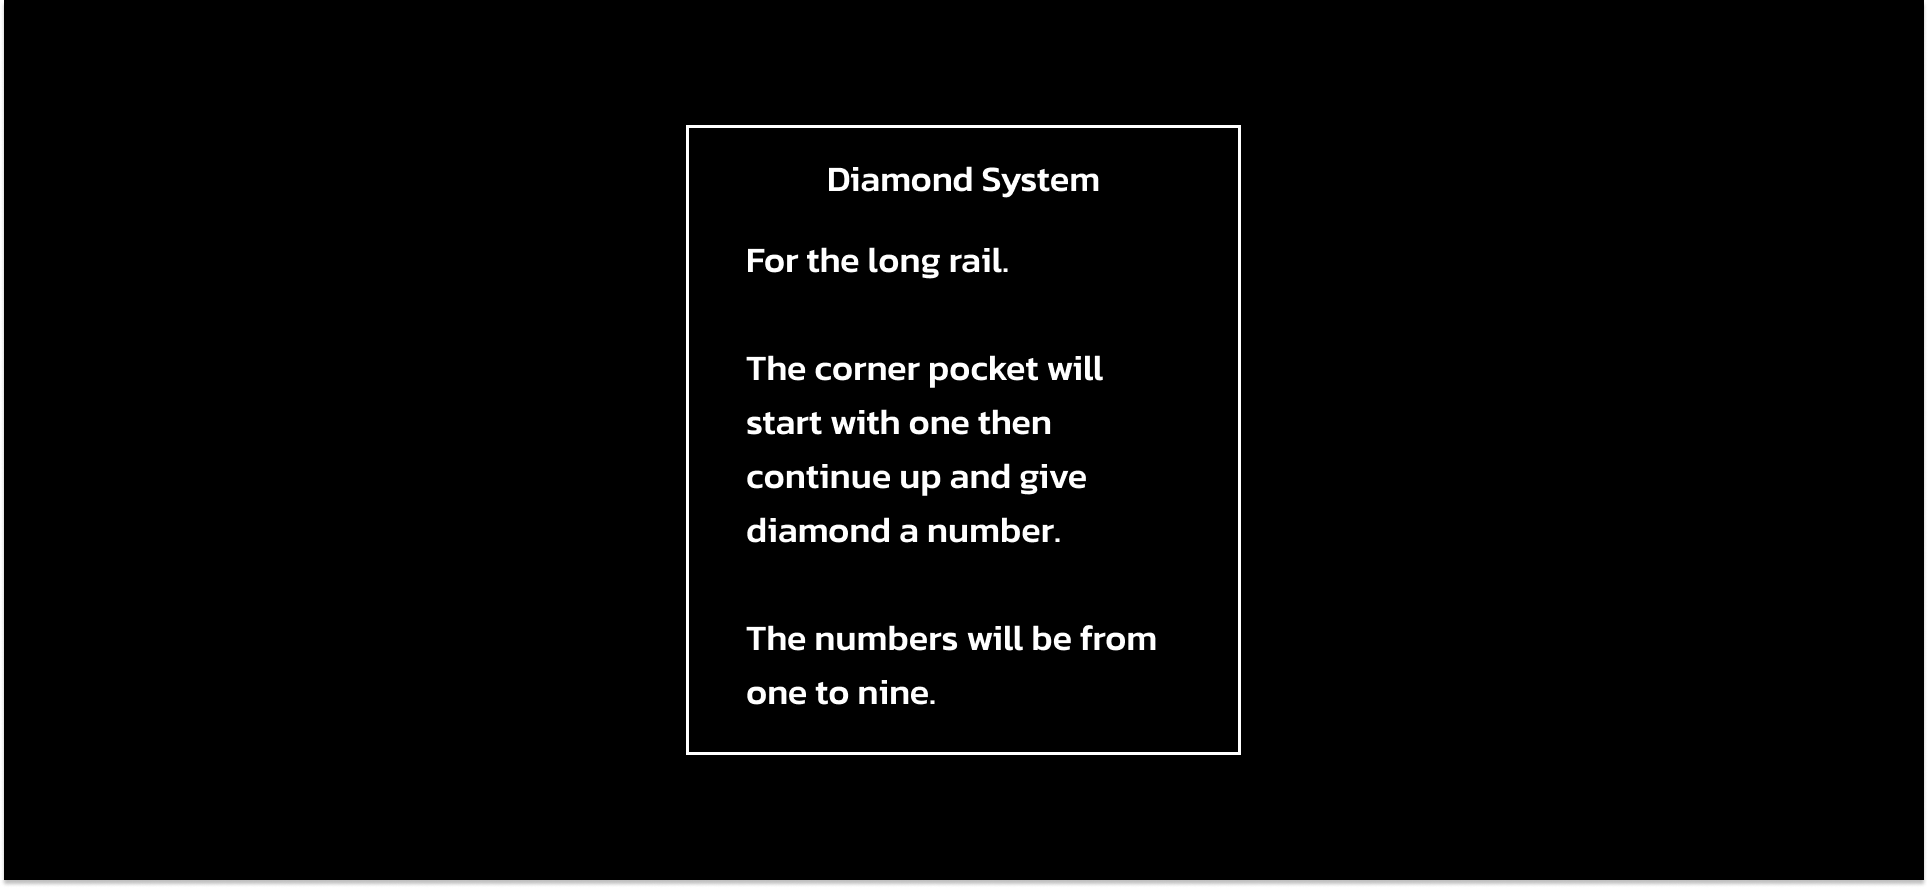 Diamond System
For the long rail.
The corner pocket will
start with one then
continue up and give
diamond a number.
The numbers will be from
one to nine.